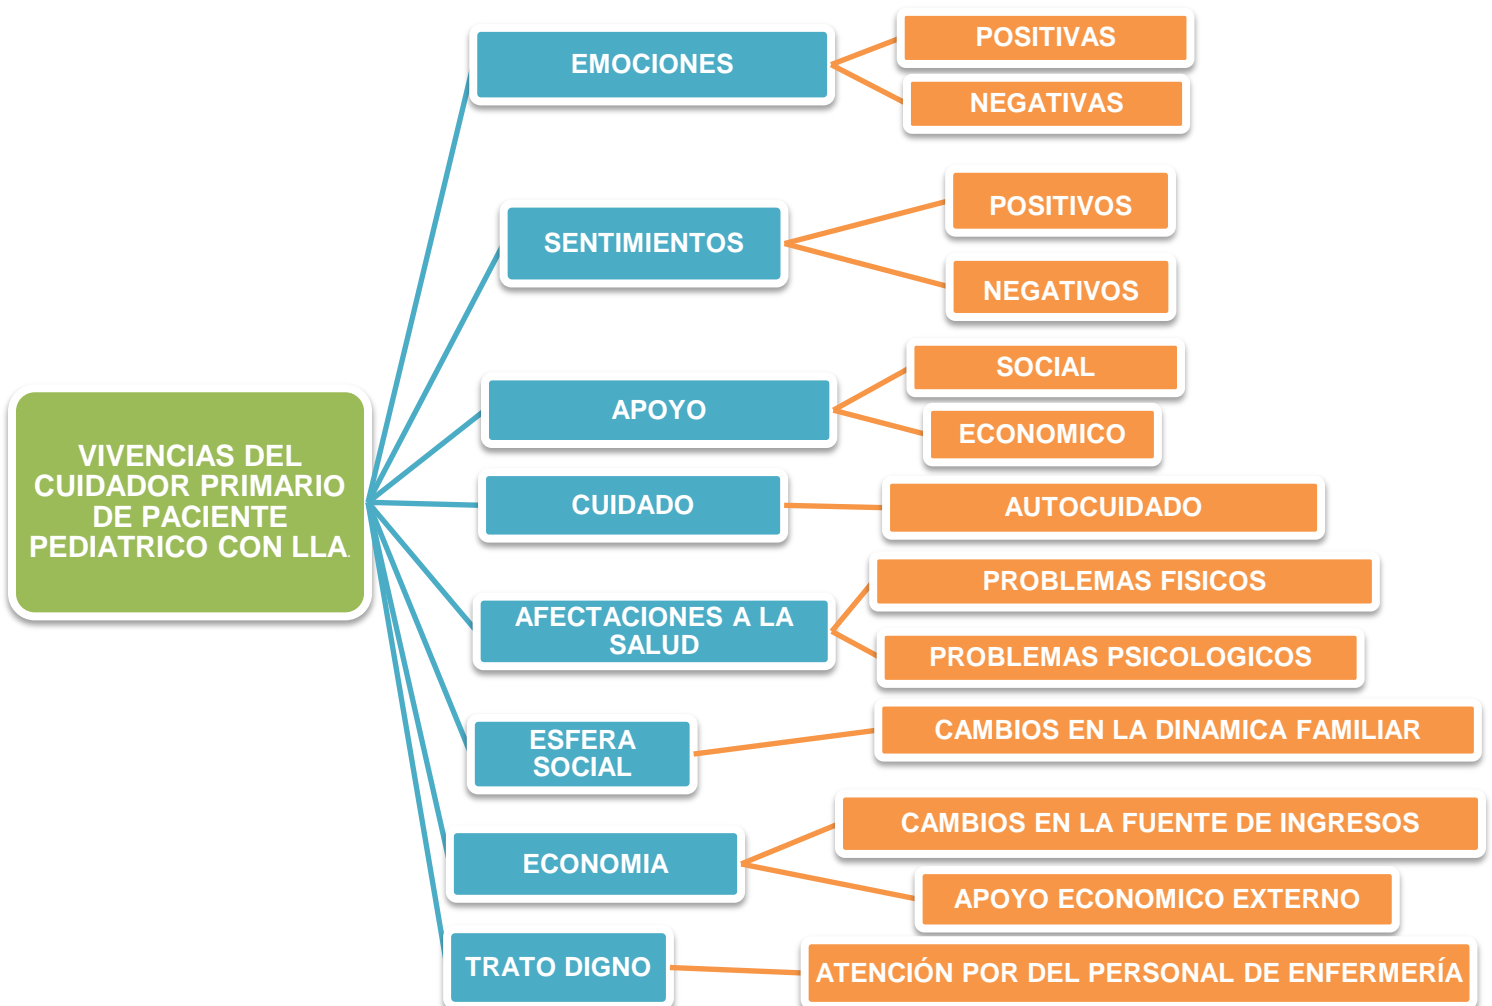 VIVENCIAS DEL
CUIDADOR PRIMARIO
DE PACIENTE
PEDIATRICO CON LLA.
EMOCIONES
POSITIVAS
NEGATIVAS
SENTIMIENTOS
POSITIVOS
NEGATIVOS
APOYO
SOCIAL
ECONOMICO
CUIDADO
AUTOCUIDADO
AFECTACIONES A LA
SALUD
PROBLEMAS FISICOS
PROBLEMAS PSICOLOGICOS
ESFERA
SOCIAL
CAMBIOS EN LA DINAMICA FAMILIAR
ECONOMIA
CAMBIOS EN LA FUENTE DE INGRESOS
APOYO ECONOMICO EXTERNO
TRATO DIGNO
ATENCIÓN POR DEL PERSONAL DE ENFERMERÍA